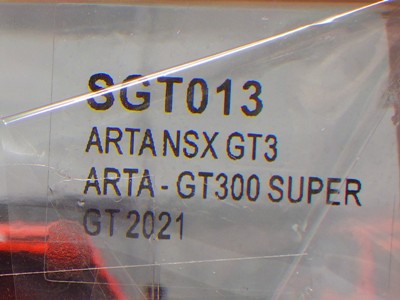 SGT013
ARTA NSX GT3
ARTA - GT300 SUPER
GT 2021